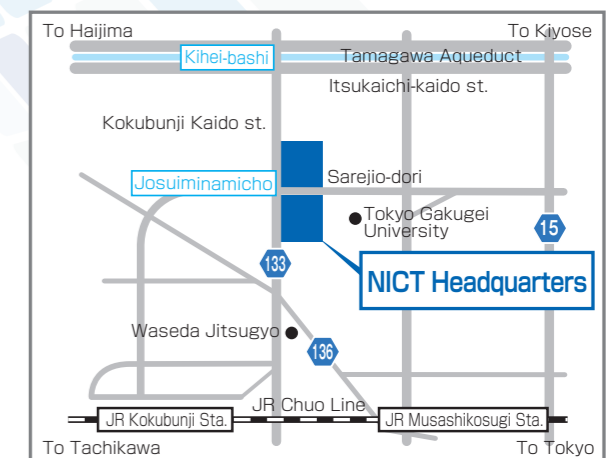 To Haijima
To Kiyose
Kihei-bashi
Tamagawa Aqueduct
Itsukaichi-kaido st.
Kokubunji Kaido st.
Josuiminamicho
Sarejio-dori
Tokyo Gakugei
University
15
133
NICT Headquarters
Waseda Jitsugyo
136
JR Chuo Line
JR Kokubunji Sta.
JR Musashikosugi Sta.
To Tachikawa
To Tokyo